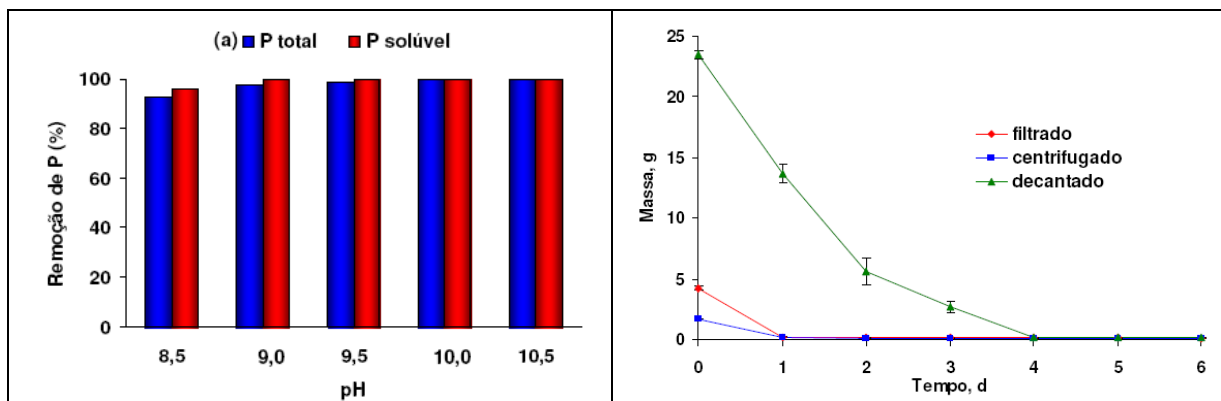 (a) P total P solúvel
Remoção de P (%)
100
80
60
40
20
0
8,5 9,0 9,5 10,0 10,5
pH
25
20
15
10
5
0
Massa, g
filtrado
centrifugado
decantado
0 1 2 3 4 5 6
Tempo, d